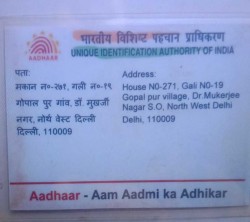 भारतीय विशिष्ट पहचान प्राधिकरण
UNIQUE IDENTIFICATION AUTHORITY OF INDIA
AADHAAR
पता:
मकान न०-२७१, गली न०-१९
गोपाल पुर गांव, डॉ. मुखर्जी
नगर, नॉर्थ वेस्ट दिल्ली
दिल्ली, 110009
Address:
House N0-271, Gali N0-19
Gopal pur village, Dr.Mukerjee
Nagar S.O, North West Delhi
Delhi, 110009
Aadhaar - Aam Aadmi ka Adhikar